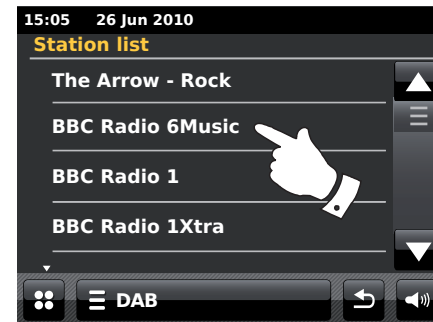 15:05 26 Jun 2010
Station list
The Arrow - Rock
BBC Radio 6Music
BBC Radio 1
BBC Radio 1Xtra
DAB